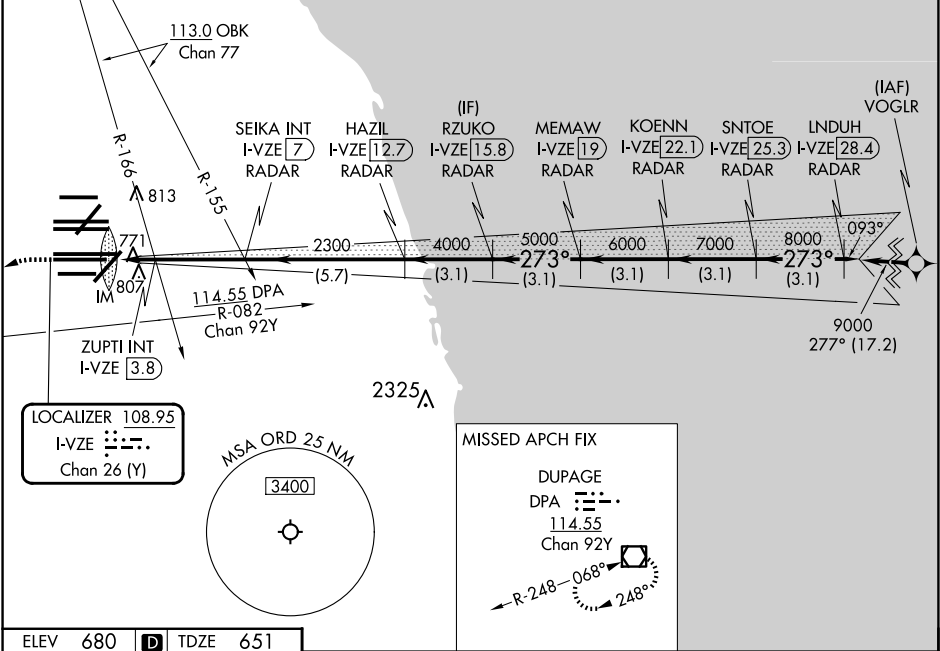 113.0 OBK
Chan 77
R-166
R-155
(IAF)
VOGLR
SEIKA INT
I-VZE 7
RADAR
HAZIL
I-VZE 12.7
RADAR
(IF)
RZUKO
I-VZE 15.8
RADAR
MEMAW
I-VZE 19
RADAR
KOENN
I-VZE 22.1
RADAR
SNTOE
I-VZE 25.3
RADAR
LNDUH
I-VZE 28.4
RADAR
813
771
807
IM
2300
(5.7)
4000
(3.1)
5000
273°
(3.1)
6000
(3.1)
7000
(3.1)
8000
273°
(3.1)
093°
9000
277° (17.2)
114.55 DPA
R-082
Chan 92Y
ZUPTI INT
I-VZE 3.8
2325
LOCALIZER 108.95
I-VZE
Chan 26 (Y)
MSA ORD 25 NM
3400
MISSED APCH FIX
DUPAGE
DPA
114.55
Chan 92Y
R-248
068°
248°
ELEV 680 D TDZE 651